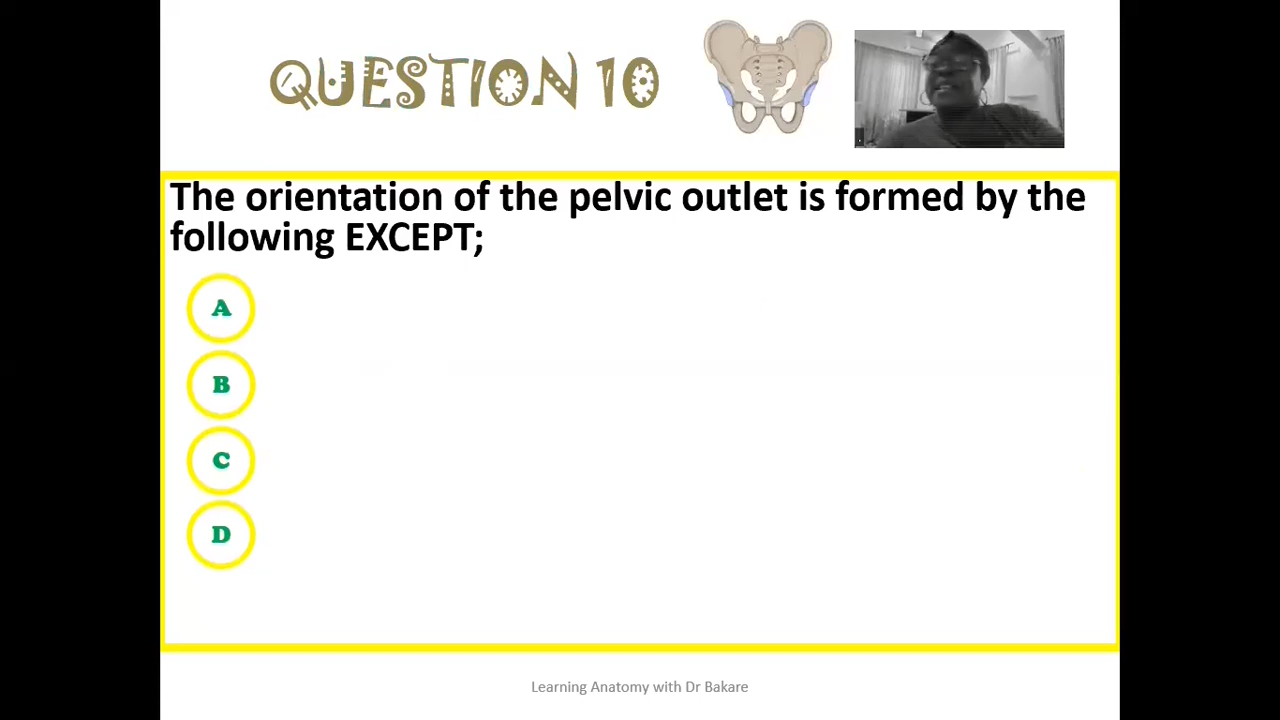 QUESTION 10
The orientation of the pelvic outlet is formed by the
following EXCEPT;
A
B
C
D
Learning Anatomy with Dr Bakare